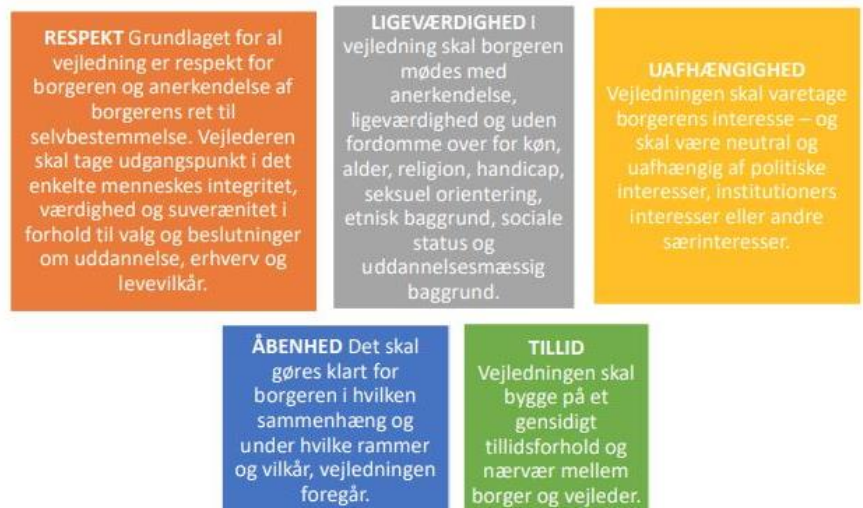 RESPEKT Grundlaget for al
vejledning er respekt for
borgeren og anerkendelse af
borgerens ret til
selvbestemmelse. Vejlederen
skal tage udgangspunkt i det
enkelte menneskes integritet,
værdighed og suverænitet i
forhold til valg og beslutninger
om uddannelse, erhverv og
levevilkår.
LIGEVÆRDIGHED I
vejledning skal borgeren
mødes med
anerkendelse,
ligeværdighed og uden
fordomme over for køn,
alder, religion, handicap,
seksuel orientering,
etnisk baggrund, sociale
status og
uddannelsesmæssig
baggrund.
UAFHÆNGIGHED
Vejledningen skal varetage
borgerens interesse – og
skal være neutral og
uafhængig af politiske
interesser, institutioners
interesser eller andre
særinteresser.
ÅBENHED Det skal
gøres klart for
borgeren i hvilken
sammenhæng og
under hvilke rammer
og vilkår, vejledningen
foregår.
TILLID
Vejledningen skal
bygge på et
gensidigt
tillidsforhold og
nærvær mellem
borger og vejleder.